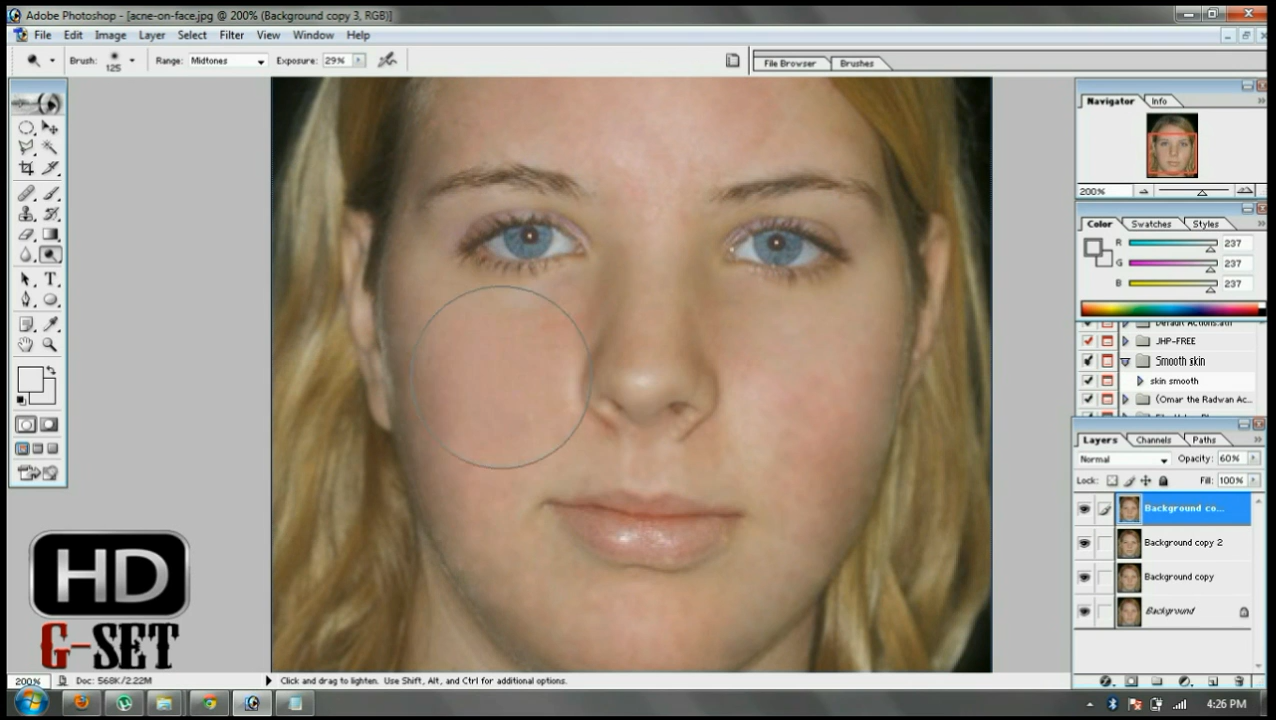 Adobe Photoshop - [acne-on-face.jpg @ 200% (Background copy 3, RGB)]
File Edit Image Layer Select Filter View Window Help
Brush: 125 Range: Midtones Exposure: 29% File Browser Brushes
Navigator Info
200%
Color Swatches Styles
R 237
G 237
B 237
Default Actions.atn
JHP-FREE
Smooth skin
skin smooth
(Omar the Radwan Ac...
Layers Channels Paths
Normal Opacity: 60%
Lock: Fill: 100%
Background co...
Background copy 2
Background copy
Background
HD
G-SET
200% Doc: 568K/2.22M Click and drag to lighten. Use Shift, Alt, and Ctrl for additional options.
4:26 PM